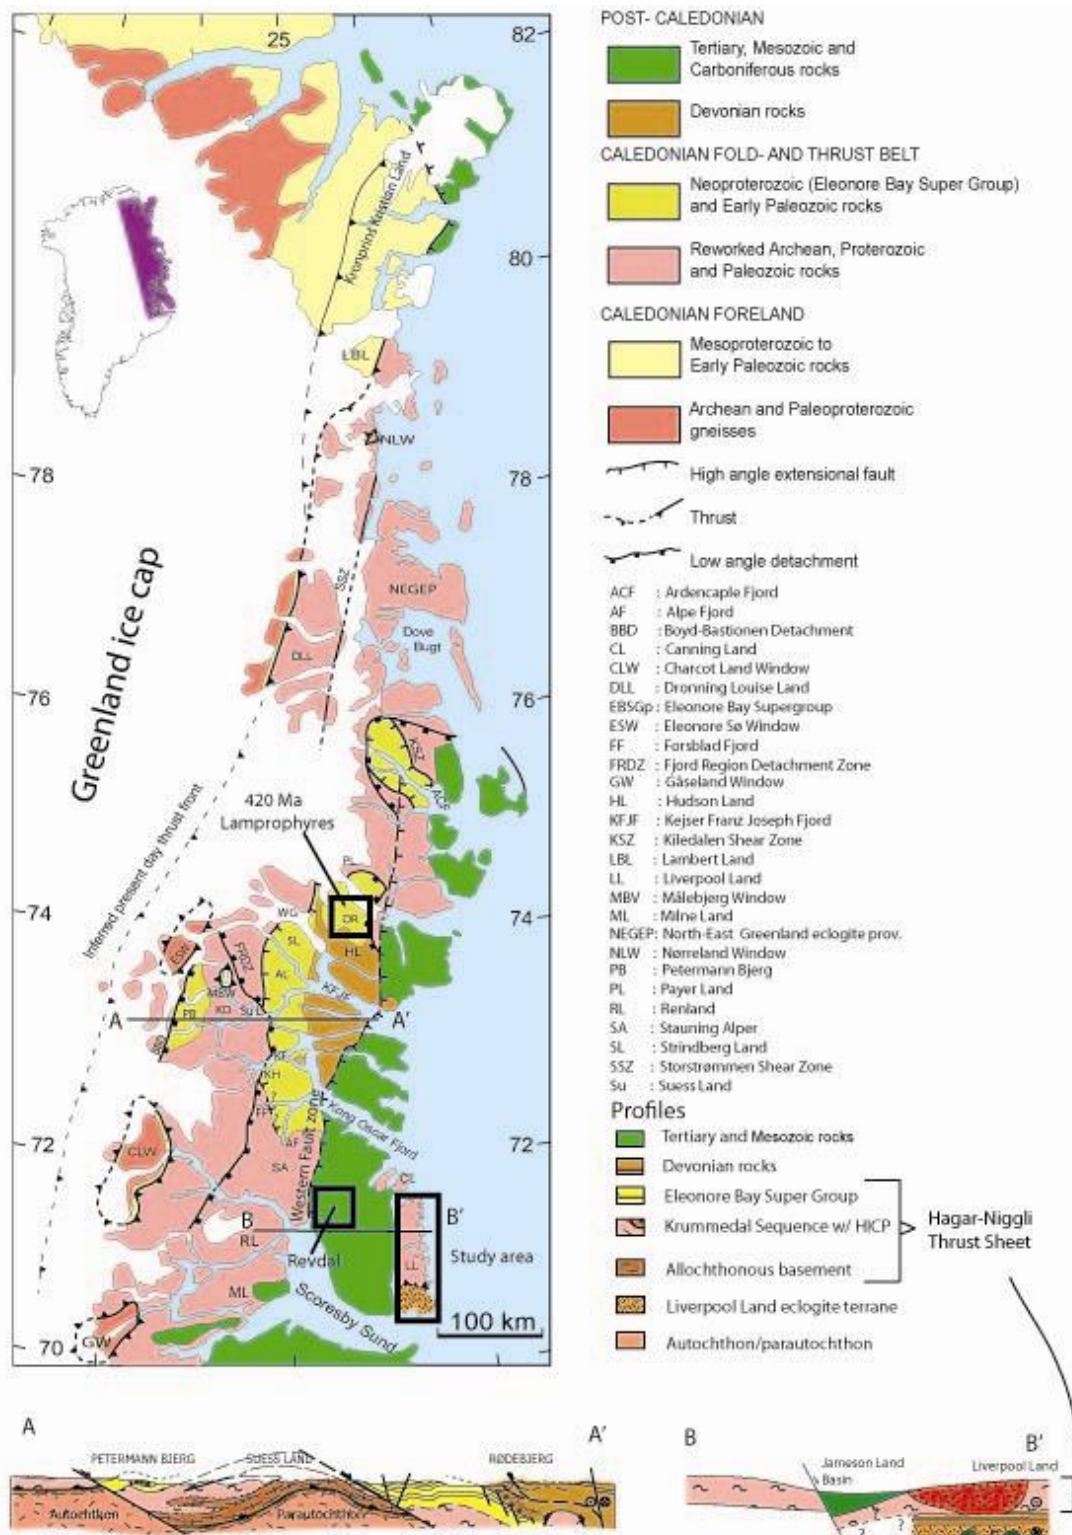 25
82
80
78
78
76
76
74
74
72
72
70
70
Kronprins Kristian Land
LBL
NLW
SSZ
NEGEP
Dove
Bugt
DLL
Greenland ice cap
Inferred present day thrust front
KSZ
ACF
420 Ma
Lamprophyres
PL
WG
OR
SL
HL
ESW
FRDZ
AL
MBW
KFJF
PB
KD
Su L
A
A'
KF
KH
?
FF
AF
Kong Oscar Fjord
Western Fault zone
CLW
SA
CL
B
B'
RL
Revdal
LL
Study area
ML
Scoresby Sund
100 km
GW
POST- CALEDONIAN
Tertiary, Mesozoic and
Carboniferous rocks
Devonian rocks
CALEDONIAN FOLD- AND THRUST BELT
Neoproterozoic (Eleonore Bay Super Group)
and Early Paleozoic rocks
Reworked Archean, Proterozoic
and Paleozoic rocks
CALEDONIAN FORELAND
Mesoproterozoic to
Early Paleozoic rocks
Archean and Paleoproterozoic
gneisses
High angle extensional fault
Thrust
Low angle detachment
ACF : Ardencaple Fjord
AF : Alpe Fjord
BBD : Boyd-Bastionen Detachment
CL : Canning Land
CLW : Charcot Land Window
DLL : Dronning Louise Land
EBSGp : Eleonore Bay Supergroup
ESW : Eleonore Sø Window
FF : Forsblad Fjord
FRDZ : Fjord Region Detachment Zone
GW : Gåseland Window
HL : Hudson Land
KFJF : Kejser Franz Joseph Fjord
KSZ : Kiledalen Shear Zone
LBL : Lambert Land
LL : Liverpool Land
MBV : Målebjerg Window
ML : Milne Land
NEGEP: North-East Greenland eclogite prov.
NLW : Nørreland Window
PB : Petermann Bjerg
PL : Payer Land
RL : Renland
SA : Stauning Alper
SL : Strindberg Land
SSZ : Storstrømmen Shear Zone
Su : Suess Land
Profiles
Tertiary and Mesozoic rocks
Devonian rocks
Eleonore Bay Super Group
Krummedal Sequence w/ HICP
Allochthonous basement
Liverpool Land eclogite terrane
Autochthon/parautochthon
Hagar-Niggli
Thrust Sheet
A
A'
PETERMANN BJERG
SUESS LAND
RØDEBJERG
Autochthon
Parautochthon
B
B'
Jameson Land
Basin
Liverpool Land
? ?